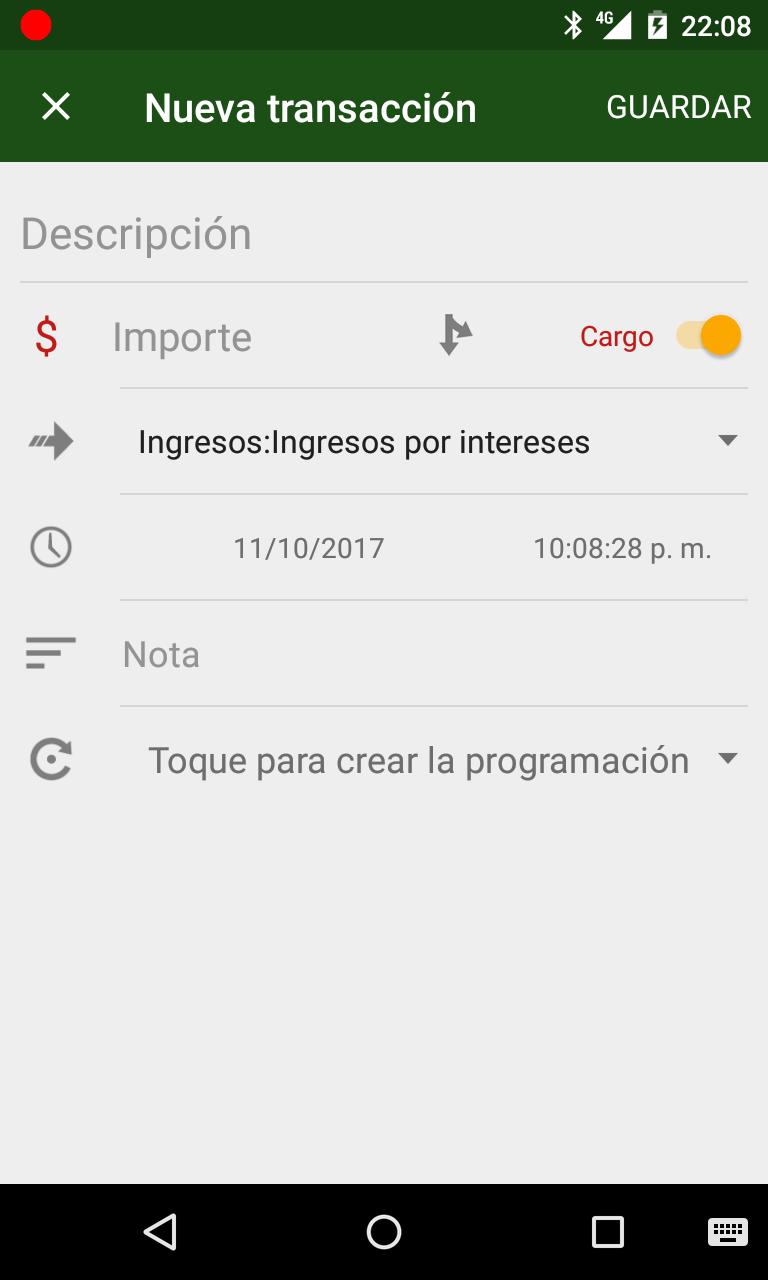 4G 22:08
Nueva transacción GUARDAR
Descripción
$ Importe Cargo
Ingresos:Ingresos por intereses
11/10/2017 10:08:28 p. m.
Nota
Toque para crear la programación